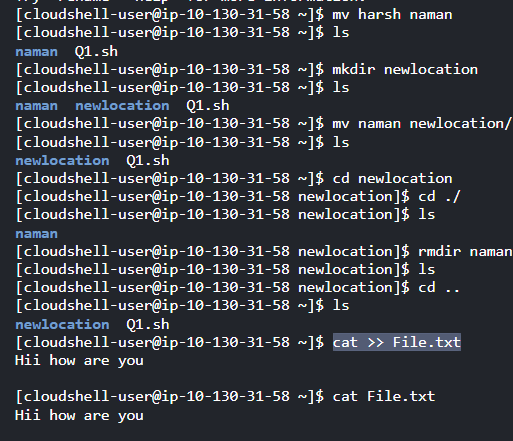 [cloudshell-user@ip-10-130-31-58 ~]$ mv harsh naman
[cloudshell-user@ip-10-130-31-58 ~]$ ls
naman  Q1.sh
[cloudshell-user@ip-10-130-31-58 ~]$ mkdir newlocation
[cloudshell-user@ip-10-130-31-58 ~]$ ls
naman  newlocation  Q1.sh
[cloudshell-user@ip-10-130-31-58 ~]$ mv naman newlocation/
[cloudshell-user@ip-10-130-31-58 ~]$ ls
newlocation  Q1.sh
[cloudshell-user@ip-10-130-31-58 ~]$ cd newlocation
[cloudshell-user@ip-10-130-31-58 newlocation]$ cd ./
[cloudshell-user@ip-10-130-31-58 newlocation]$ ls
naman
[cloudshell-user@ip-10-130-31-58 newlocation]$ rmdir naman
[cloudshell-user@ip-10-130-31-58 newlocation]$ ls
[cloudshell-user@ip-10-130-31-58 newlocation]$ cd ..
[cloudshell-user@ip-10-130-31-58 ~]$ ls
newlocation  Q1.sh
[cloudshell-user@ip-10-130-31-58 ~]$ cat >> File.txt
Hii how are you
[cloudshell-user@ip-10-130-31-58 ~]$ cat File.txt
Hii how are you